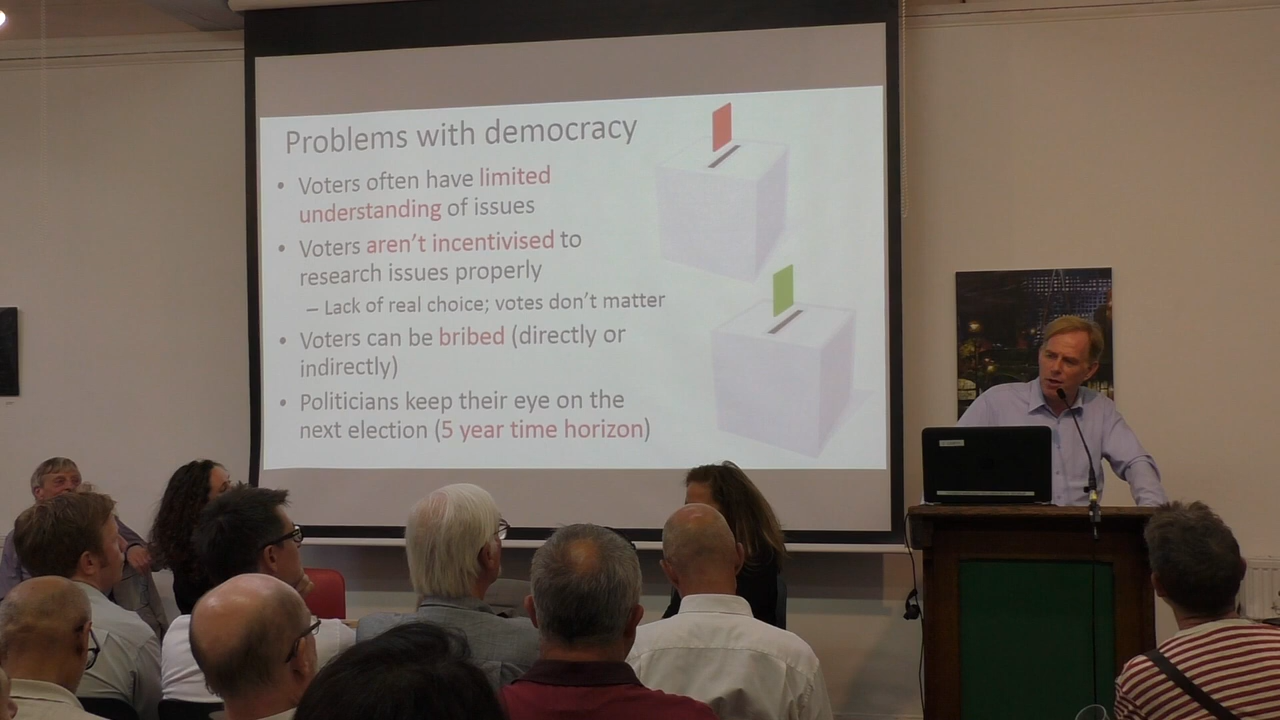 Problems with democracy
• Voters often have limited
understanding of issues
• Voters aren't incentivised to
research issues properly
– Lack of real choice; votes don't matter
• Voters can be bribed (directly or
indirectly)
• Politicians keep their eye on the
next election (5 year time horizon)